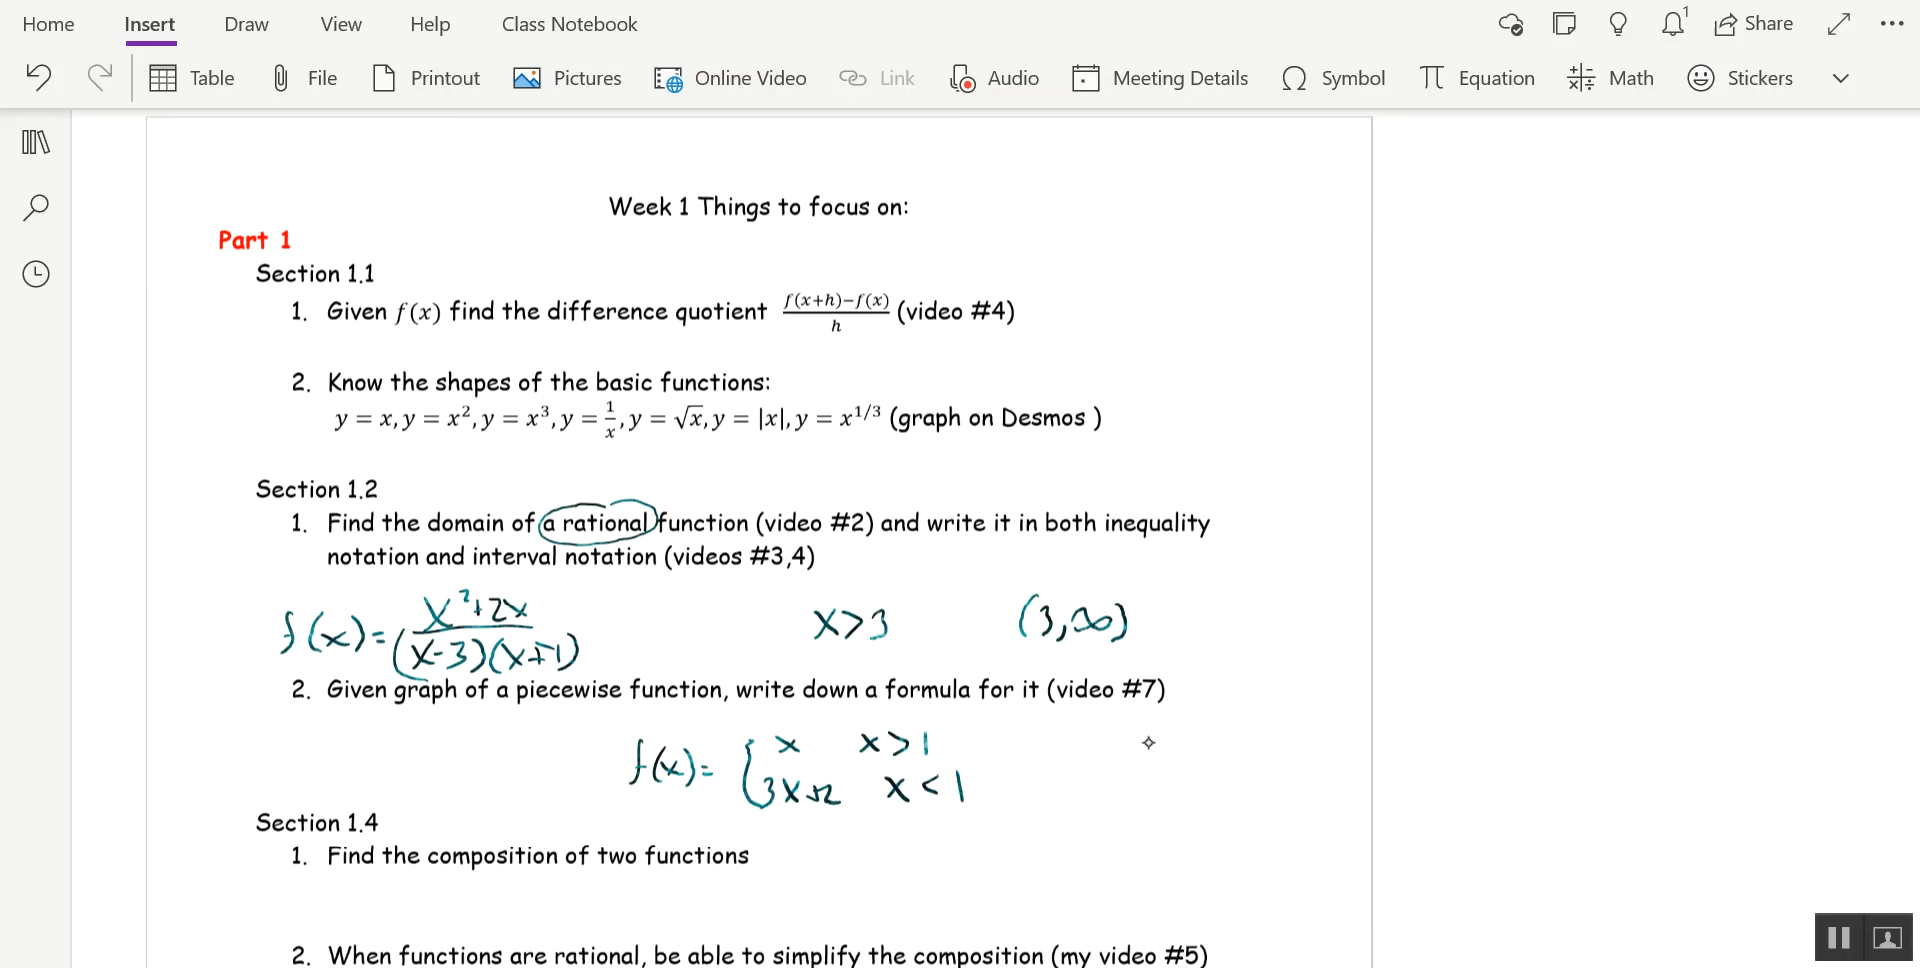 Home Insert Draw View Help Class Notebook 1 Share
Table File Printout Pictures Online Video Link Audio Meeting Details Symbol Equation Math Stickers
Week 1 Things to focus on:
Part 1
Section 1.1
1. Given f(x) find the difference quotient \frac{f(x+h)−f(x)}{h} (video #4)
2. Know the shapes of the basic functions:
y = x, y = x², y = x³, y = \frac{1}{x}, y = √x, y = |x|, y = x^{1/3} (graph on Desmos )
Section 1.2
1. Find the domain of a rational function (video #2) and write it in both inequality
notation and interval notation (videos #3,4)
f(x)= \frac{x²+2x}{(x-3)(x+1)} x>3 (3,∞)
2. Given graph of a piecewise function, write down a formula for it (video #7)
f(x)= { x x>1
3x+2 x<1
Section 1.4
1. Find the composition of two functions
2. When functions are rational, be able to simplify the composition (my video #5)